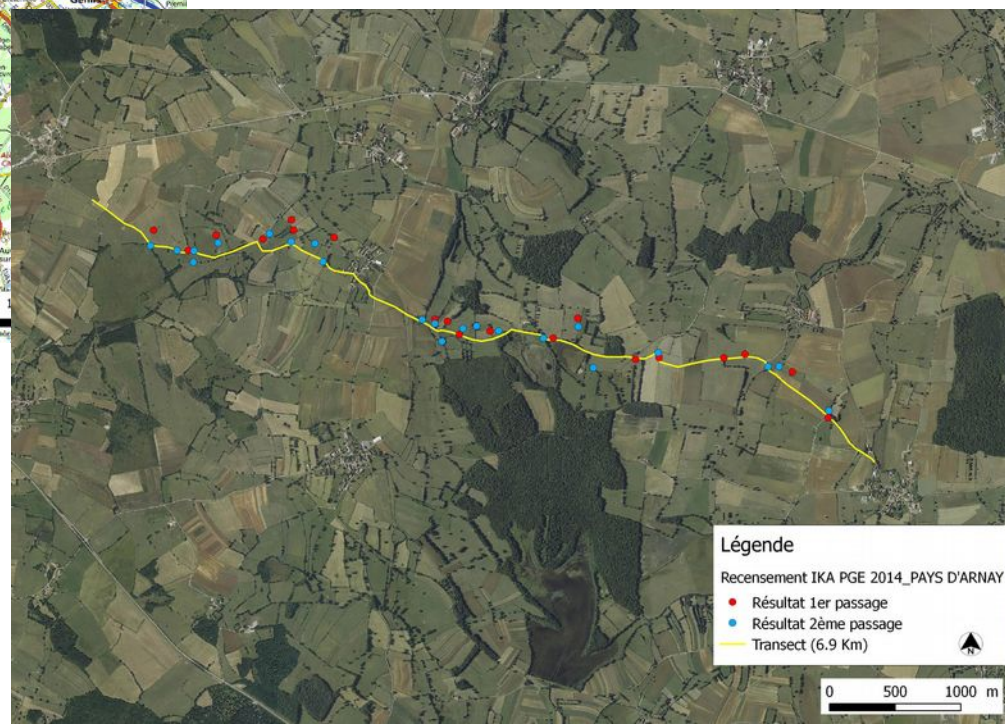 Légende
Recensement IKA PGE 2014_PAYS D'ARNAY
Résultat 1er passage
Résultat 2ème passage
Transect (6.9 Km)
N
0 500 1000 m